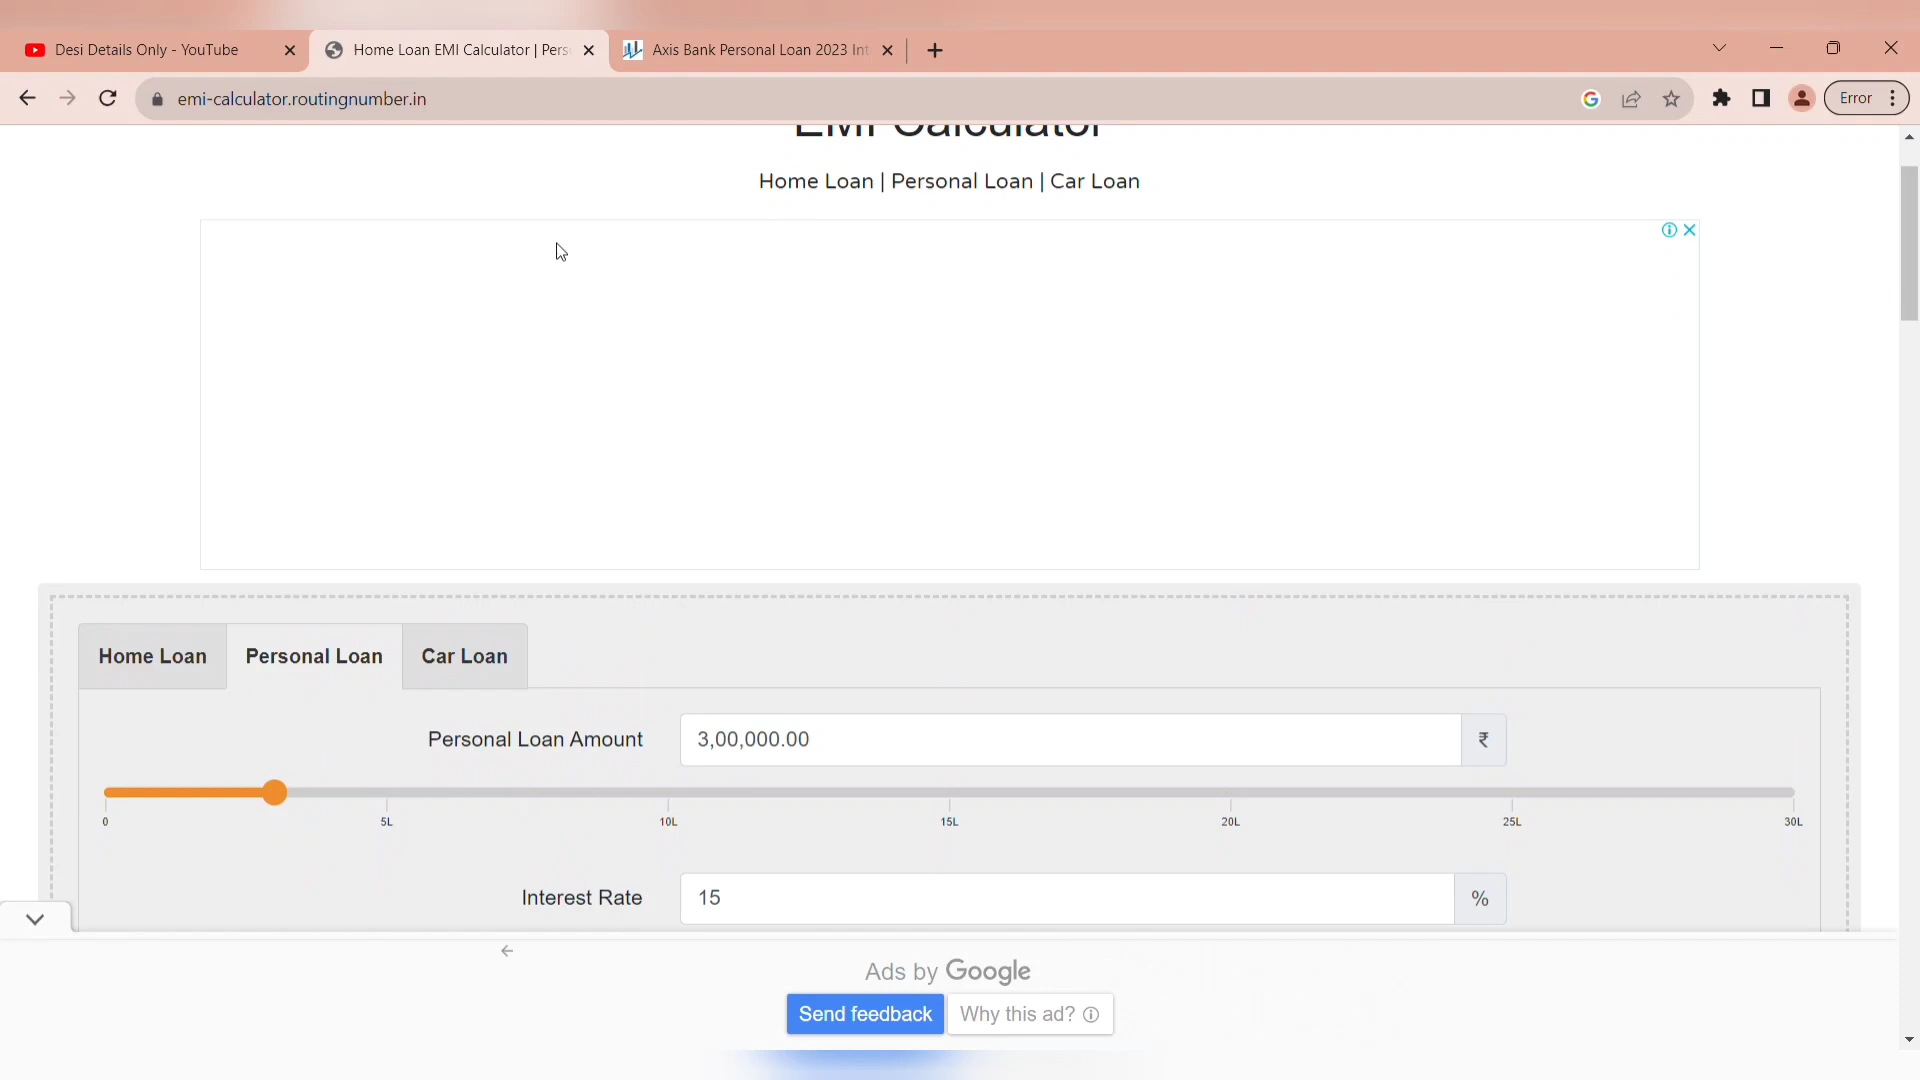 Desi Details Only - YouTube
Home Loan EMI Calculator | Pers
Axis Bank Personal Loan 2023 Int
emi-calculator.routingnumber.in
Error
EMI Calculator
Home Loan | Personal Loan | Car Loan
Home Loan
Personal Loan
Car Loan
Personal Loan Amount
3,00,000.00
₹
0
5L
10L
15L
20L
25L
30L
Interest Rate
15
%
Ads by Google
Send feedback
Why this ad?